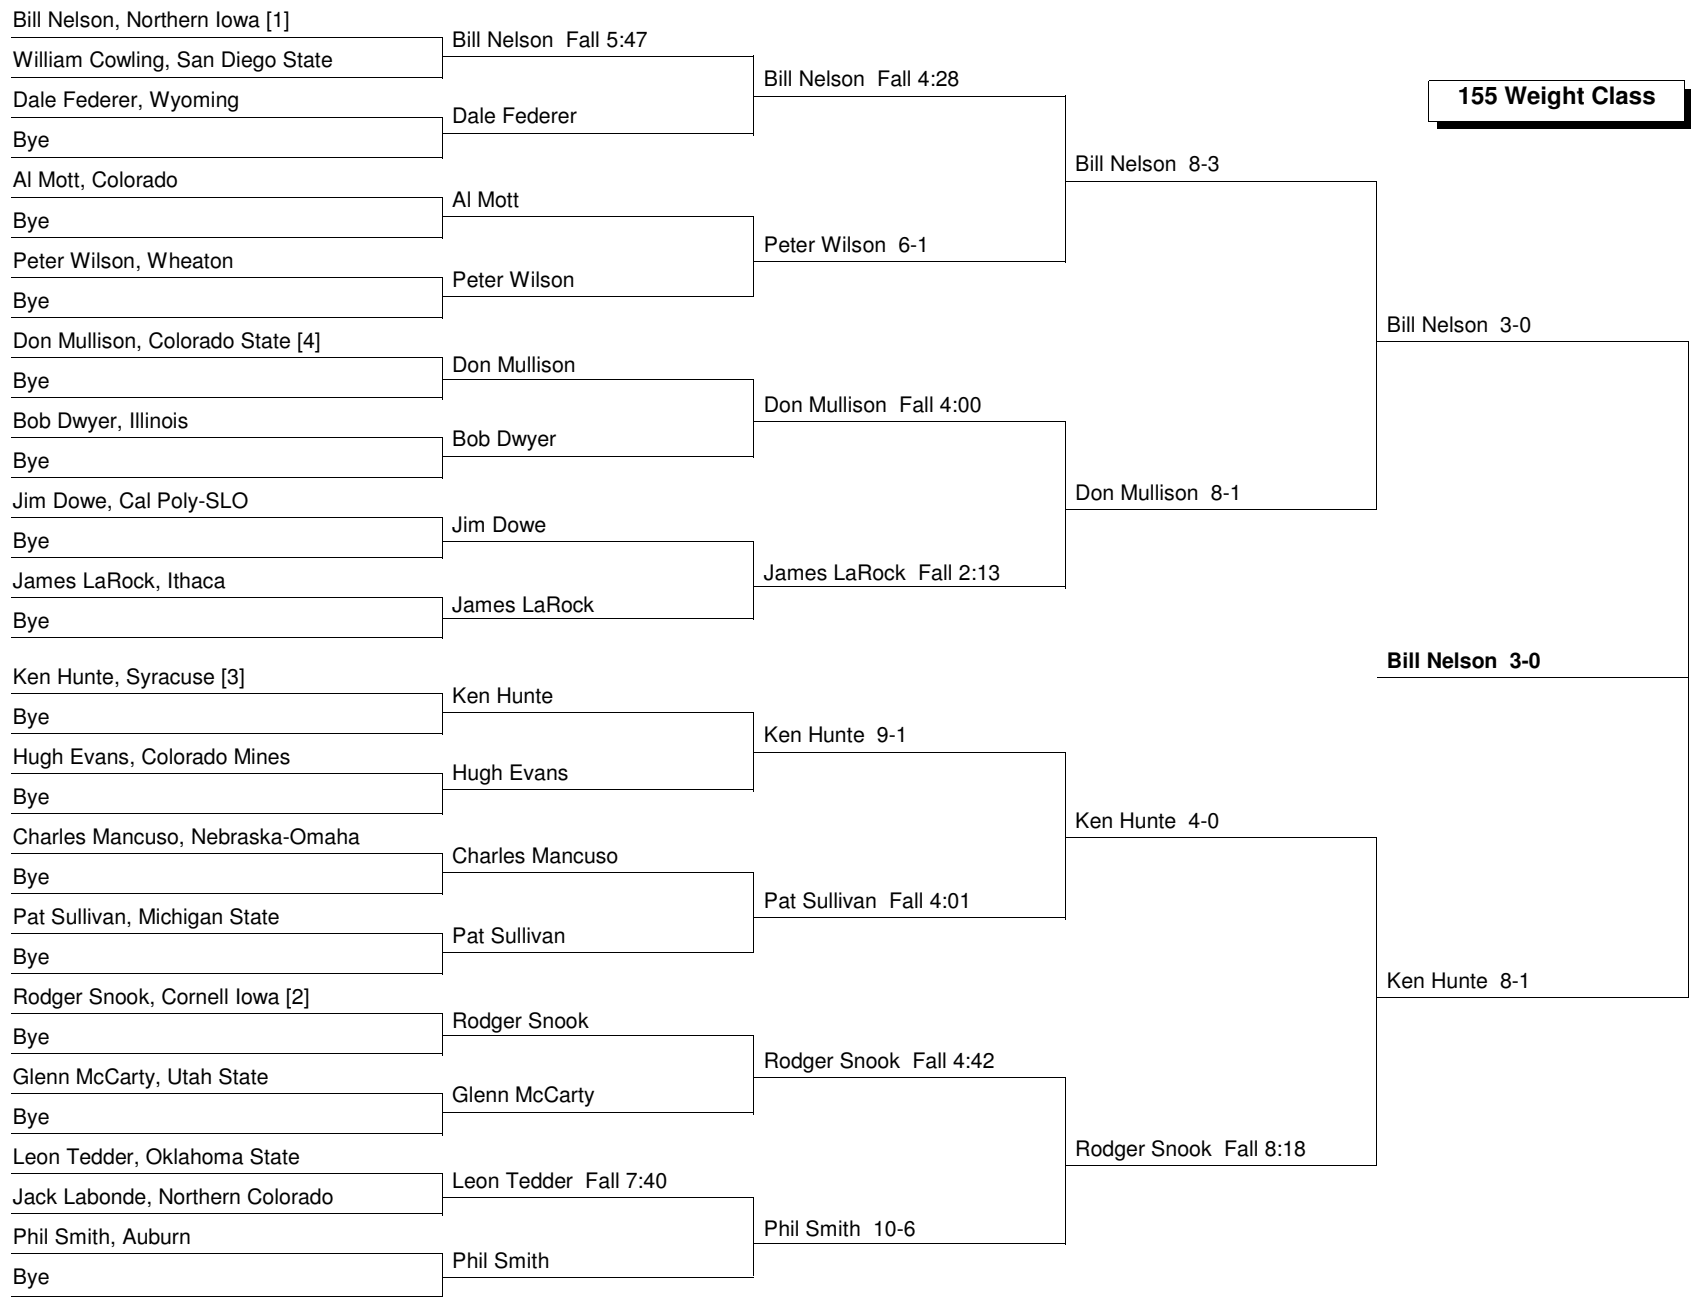 Bill Nelson, Northern Iowa [1]
William Cowling, San Diego State
Dale Federer, Wyoming
Bye
Al Mott, Colorado
Bye
Peter Wilson, Wheaton
Bye
Don Mullison, Colorado State [4]
Bye
Bob Dwyer, Illinois
Bye
Jim Dowe, Cal Poly-SLO
Bye
James LaRock, Ithaca
Bye
Ken Hunte, Syracuse [3]
Bye
Hugh Evans, Colorado Mines
Bye
Charles Mancuso, Nebraska-Omaha
Bye
Pat Sullivan, Michigan State
Bye
Rodger Snook, Cornell Iowa [2]
Bye
Glenn McCarty, Utah State
Bye
Leon Tedder, Oklahoma State
Jack Labonde, Northern Colorado
Phil Smith, Auburn
Bye
Bill Nelson  Fall 5:47
Dale Federer
Al Mott
Peter Wilson
Don Mullison
Bob Dwyer
Jim Dowe
James LaRock
Ken Hunte
Hugh Evans
Charles Mancuso
Pat Sullivan
Rodger Snook
Glenn McCarty
Leon Tedder  Fall 7:40
Phil Smith
Bill Nelson  Fall 4:28
Peter Wilson  6-1
Don Mullison  Fall 4:00
James LaRock  Fall 2:13
Ken Hunte  9-1
Pat Sullivan  Fall 4:01
Rodger Snook  Fall 4:42
Phil Smith  10-6
Bill Nelson  8-3
Don Mullison  8-1
Ken Hunte  4-0
Rodger Snook  Fall 8:18
155 Weight Class
Bill Nelson  3-0
Bill Nelson  3-0
Ken Hunte  8-1